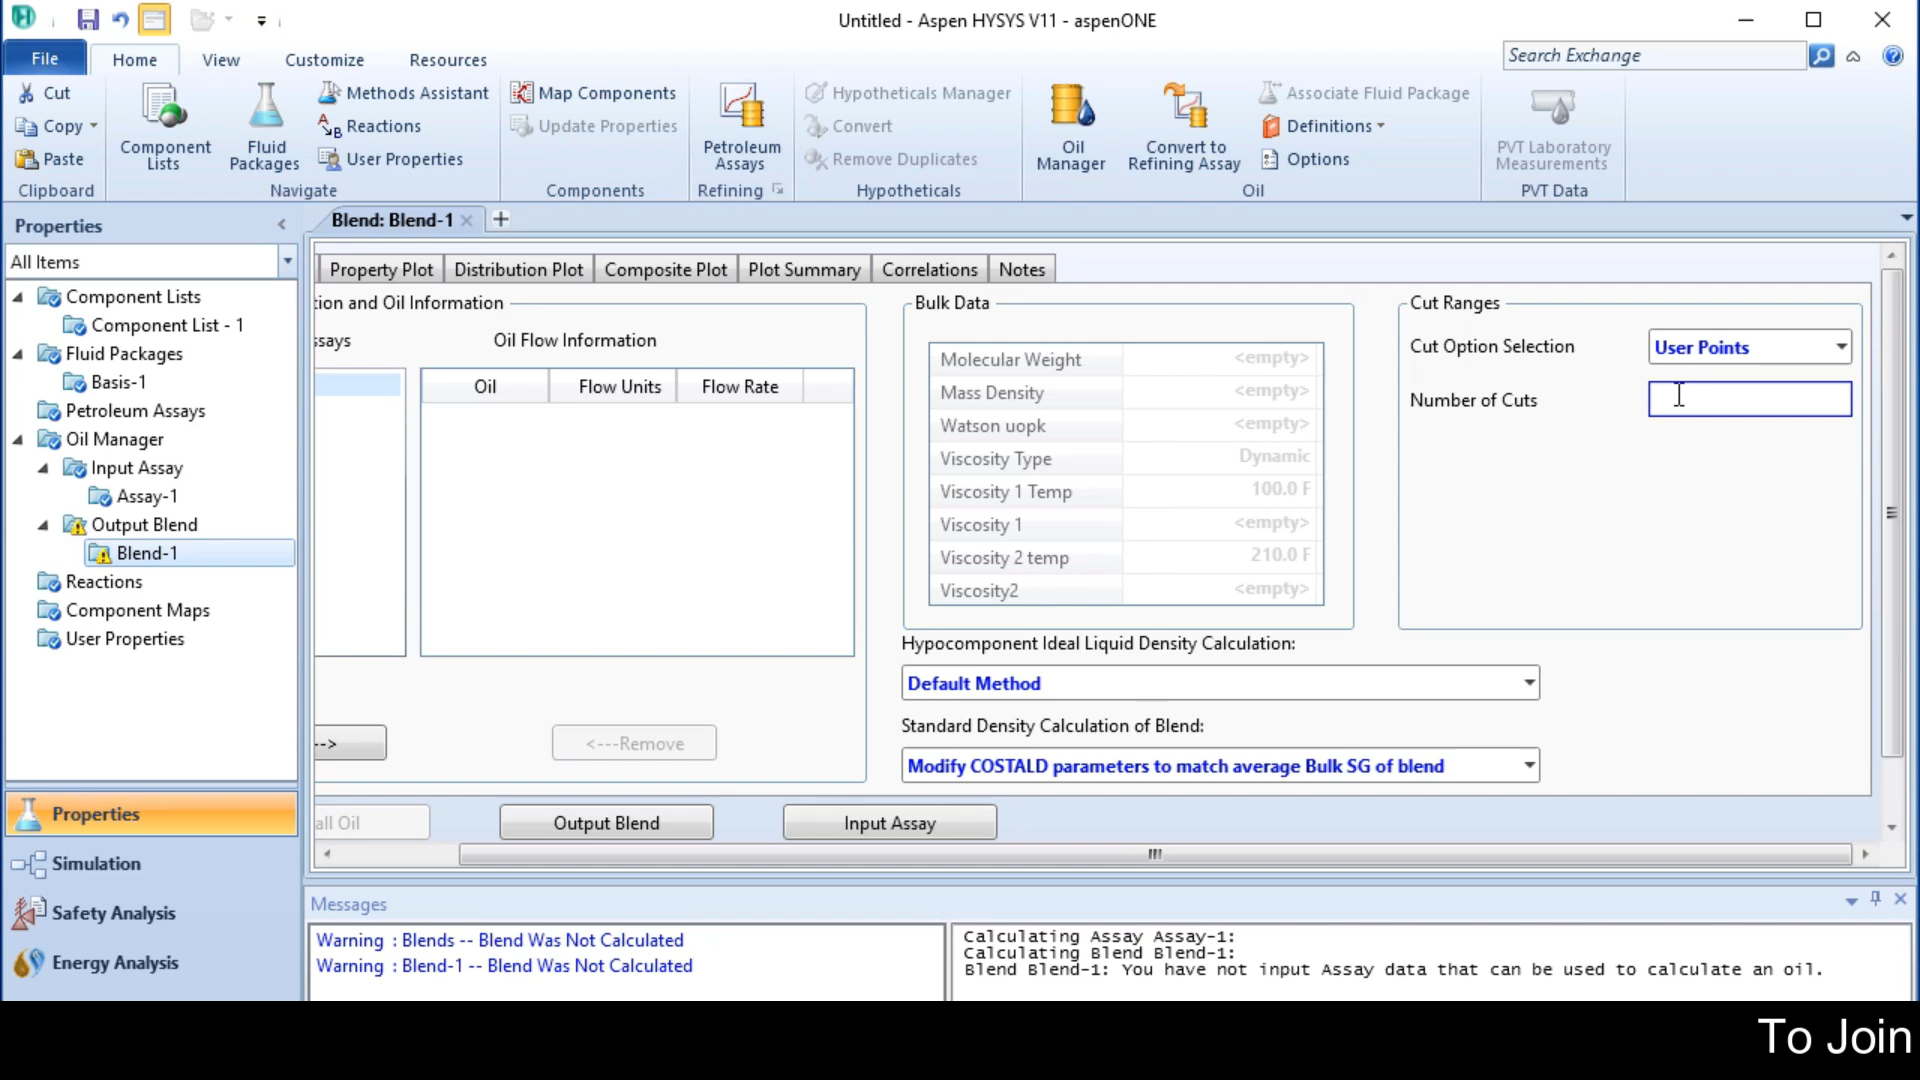 Untitled - Aspen HYSYS V11 - aspenONE
File
Home
View
Customize
Resources
Search Exchange
Cut
Copy
Paste
Clipboard
Component Lists
Fluid Packages
Methods Assistant
Reactions
User Properties
Navigate
Map Components
Update Properties
Components
Petroleum Assays
Refining
Hypotheticals Manager
Convert
Remove Duplicates
Hypotheticals
Oil Manager
Convert to Refining Assay
Associate Fluid Package
Definitions
Options
Oil
PVT Laboratory Measurements
PVT Data
Properties
All Items
Component Lists
Component List - 1
Fluid Packages
Basis-1
Petroleum Assays
Oil Manager
Input Assay
Assay-1
Output Blend
Blend-1
Reactions
Component Maps
User Properties
Properties
Simulation
Safety Analysis
Energy Analysis
Blend: Blend-1
Property Plot
Distribution Plot
Composite Plot
Plot Summary
Correlations
Notes
tion and Oil Information
ssays
Oil Flow Information
Oil Flow Units Flow Rate
-->
<---Remove
Bulk Data
Molecular Weight <empty>
Mass Density <empty>
Watson uopk <empty>
Viscosity Type Dynamic
Viscosity 1 Temp 100.0 F
Viscosity 1 <empty>
Viscosity 2 temp 210.0 F
Viscosity2 <empty>
Cut Ranges
Cut Option Selection User Points
Number of Cuts
Hypocomponent Ideal Liquid Density Calculation:
Default Method
Standard Density Calculation of Blend:
Modify COSTALD parameters to match average Bulk SG of blend
all Oil
Output Blend
Input Assay
Messages
Warning : Blends -- Blend Was Not Calculated
Warning : Blend-1 -- Blend Was Not Calculated
Calculating Assay Assay-1:
Calculating Blend Blend-1:
Blend Blend-1: You have not input Assay data that can be used to calculate an oil.
To Join